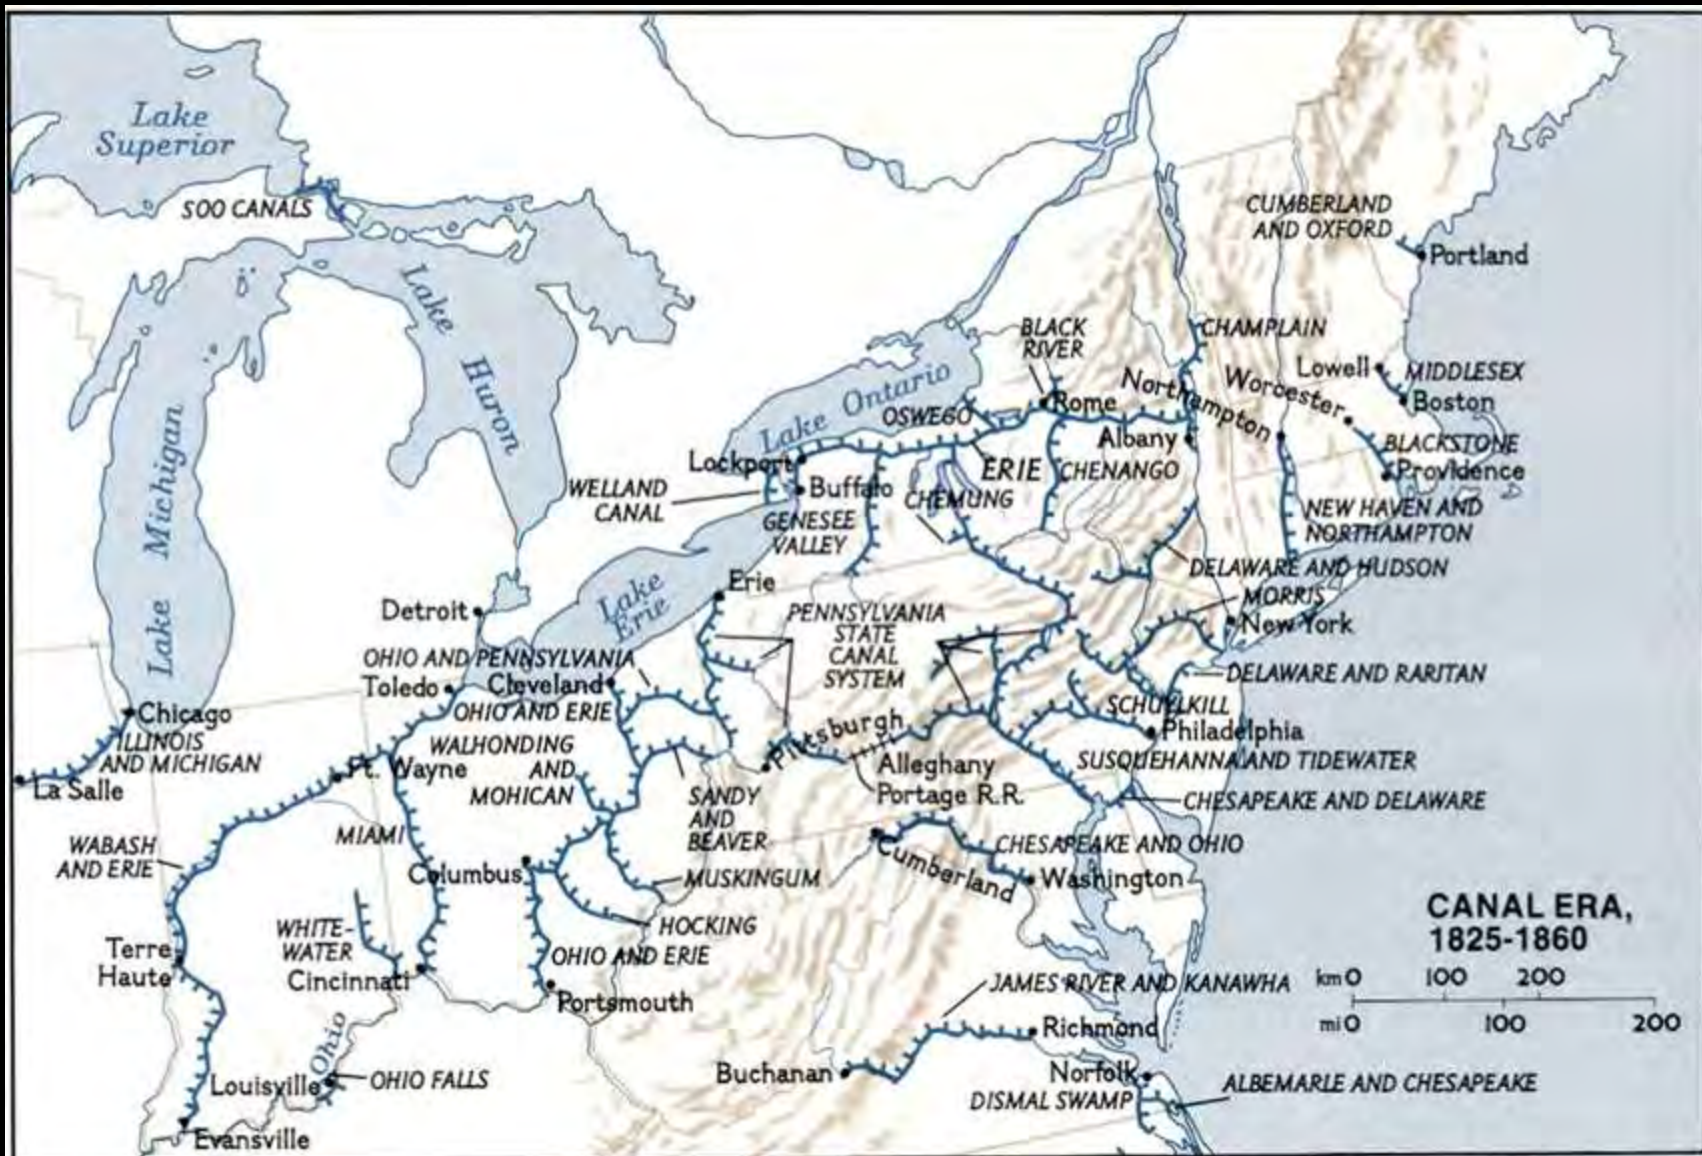 Lake
Superior
SOO CANALS
Lake
Huron
Lake Michigan
CUMBERLAND
AND OXFORD
Portland
BLACK
RIVER
CHAMPLAIN
Lowell
MIDDLESEX
Boston
Northampton
Worcester
Lake Ontario
OSWEGO
Rome
Albany
BLACKSTONE
Providence
Lockport
ERIE
CHENANGO
WELLAND
CANAL
Buffalo
CHEMUNG
GENESEE
VALLEY
NEW HAVEN AND
NORTHAMPTON
DELAWARE AND HUDSON
Lake
Erie
Erie
MORRIS
New York
Detroit
PENNSYLVANIA
STATE
CANAL
SYSTEM
OHIO AND PENNSYLVANIA
Toledo
Cleveland
OHIO AND ERIE
DELAWARE AND RARITAN
SCHUYLKILL
Philadelphia
Chicago
ILLINOIS
AND MICHIGAN
La Salle
Ft. Wayne
WALHONDING
AND
MOHICAN
Pittsburgh
Alleghany
Portage R.R.
SUSQUEHANNA AND TIDEWATER
CHESAPEAKE AND DELAWARE
SANDY
AND
BEAVER
MIAMI
WABASH
AND ERIE
CHESAPEAKE AND OHIO
Cumberland
Washington
Columbus
MUSKINGUM
HOCKING
WHITE-
WATER
Cincinnati
OHIO AND ERIE
Portsmouth
Terre
Haute
JAMES RIVER AND KANAWHA
Richmond
Buchanan
Norfolk
DISMAL SWAMP
ALBEMARLE AND CHESAPEAKE
Ohio
Louisville
OHIO FALLS
Evansville
CANAL ERA,
1825-1860
km 0 100 200
mi 0 100 200